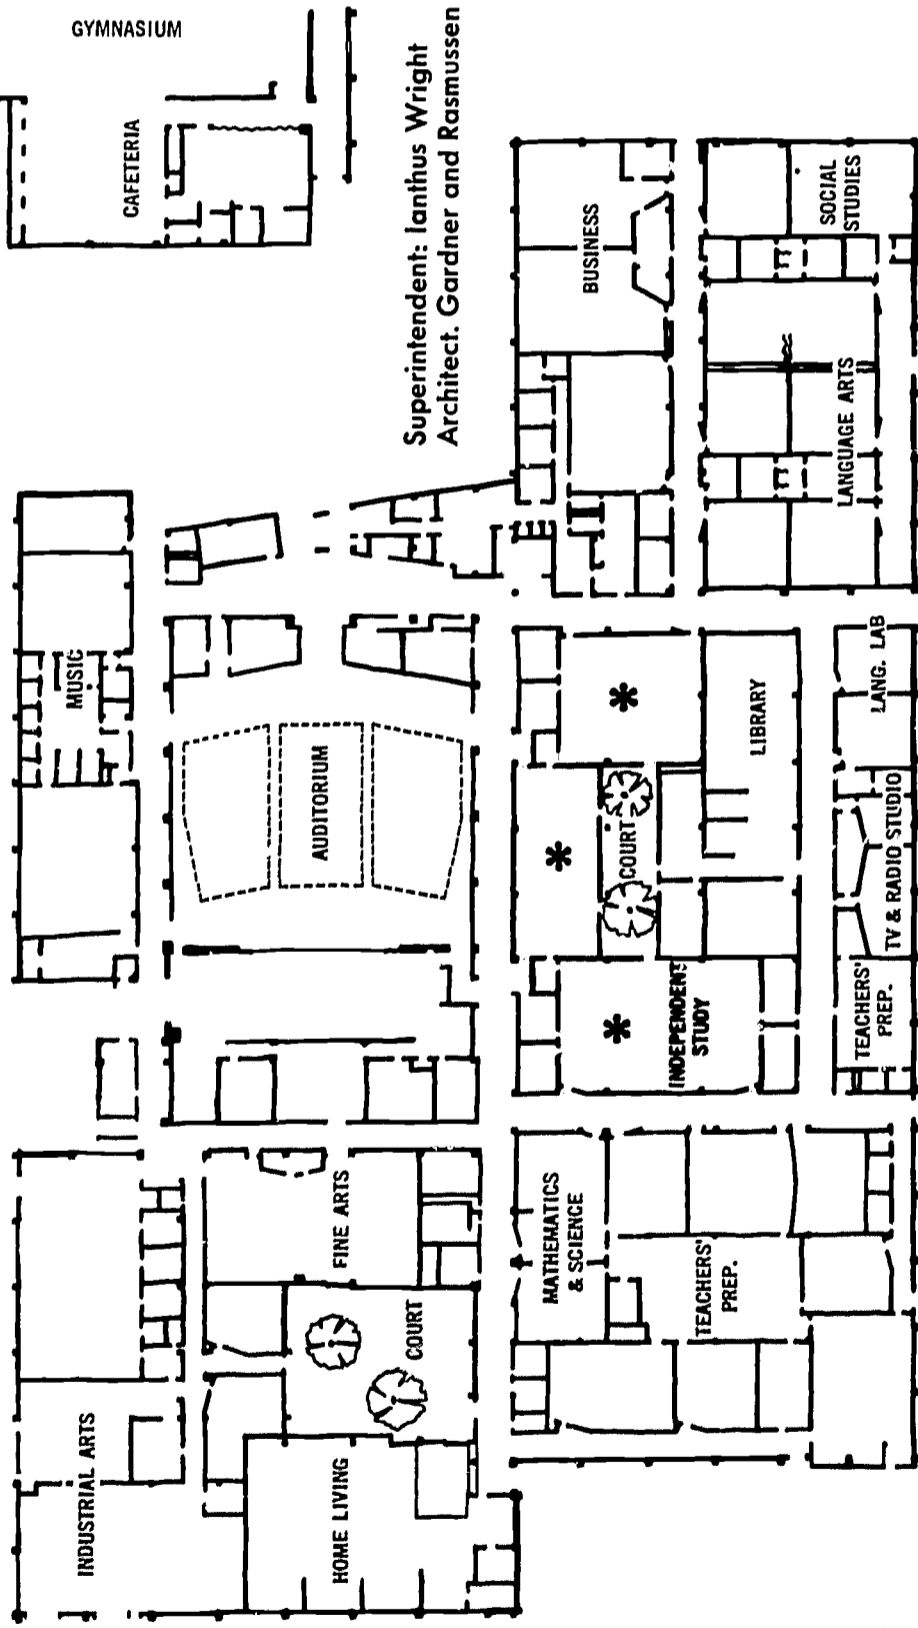 GYMNASIUM
CAFETERIA
Superintendent: Ianthus Wright
Architect. Gardner and Rasmussen
BUSINESS
SOCIAL
STUDIES
LANGUAGE ARTS
MUSIC
AUDITORIUM
*
*
COURT
LIBRARY
LANG. LAB
TV & RADIO STUDIO
*
INDEPENDENT
STUDY
TEACHERS'
PREP.
FINE ARTS
COURT
MATHEMATICS
& SCIENCE
TEACHERS'
PREP.
INDUSTRIAL ARTS
HOME LIVING